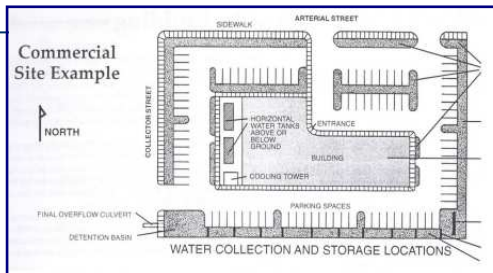 ARTERIAL STREET
SIDEWALK
Commercial
Site Example
NORTH
COLLECTOR STREET
HORIZONTAL
WATER TANKS
ABOVE OR
BELOW
GROUND
ENTRANCE
BUILDING
COOLING TOWER
PARKING SPACES
FINAL OVERFLOW CULVERT
DETENTION BASIN
WATER COLLECTION AND STORAGE LOCATIONS